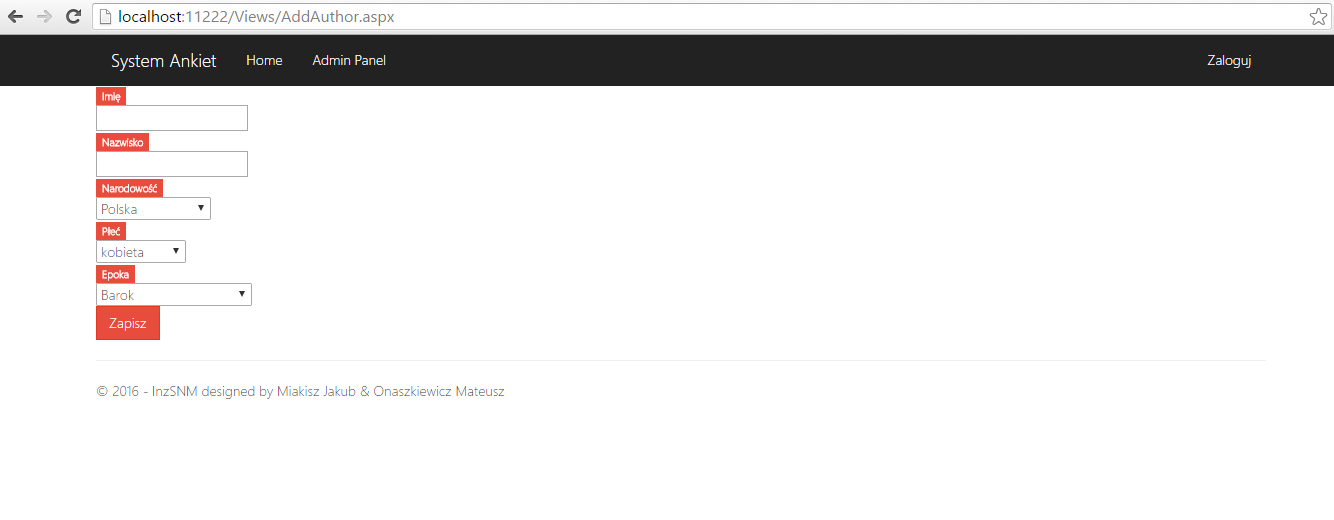 localhost:11222/Views/AddAuthor.aspx
System Ankiet Home Admin Panel Zaloguj
Imię
Nazwisko
Narodowość
Polska
Płeć
kobieta
Epoka
Barok
Zapisz
© 2016 - InzSNM designed by Miakisz Jakub & Onaszkiewicz Mateusz